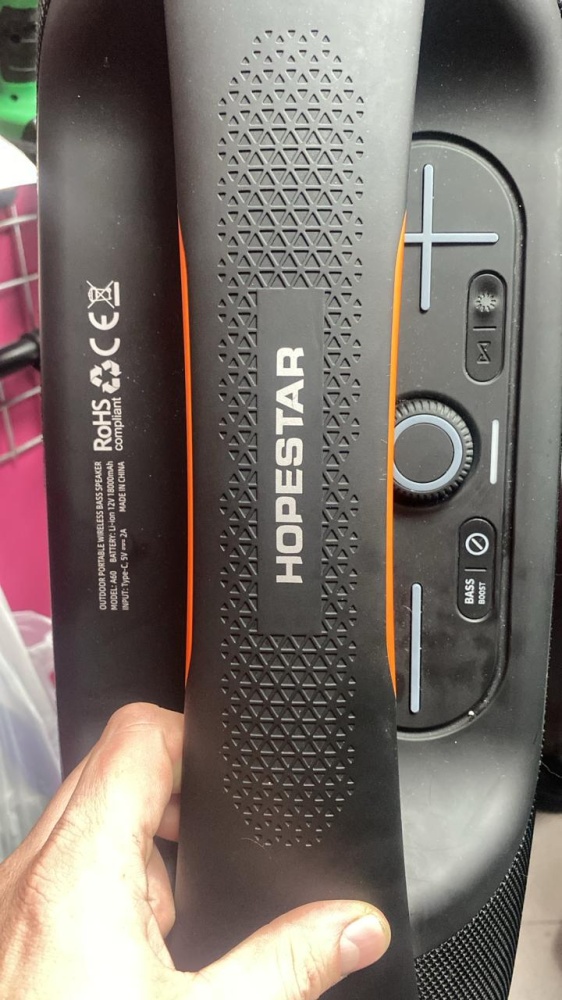 OUTDOOR PORTABLE WIRELESS BASS SPEAKER
MODEL: A60 BATTERY: Li-ion 12V 18000mAh
INPUT: Type-C, 5V⎓2A MADE IN CHINA
RoHS
compliant
CE
HOPESTAR
BASS
BOOST